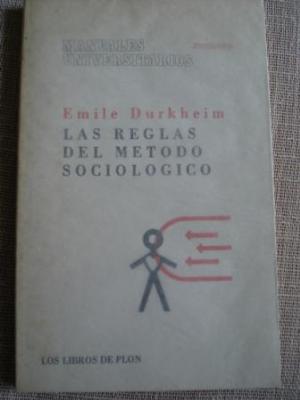 MANUALES
UNIVERSITARIOS
Emile Durkheim
LAS REGLAS
DEL METODO
SOCIOLOGICO
LOS LIBROS DE PLON